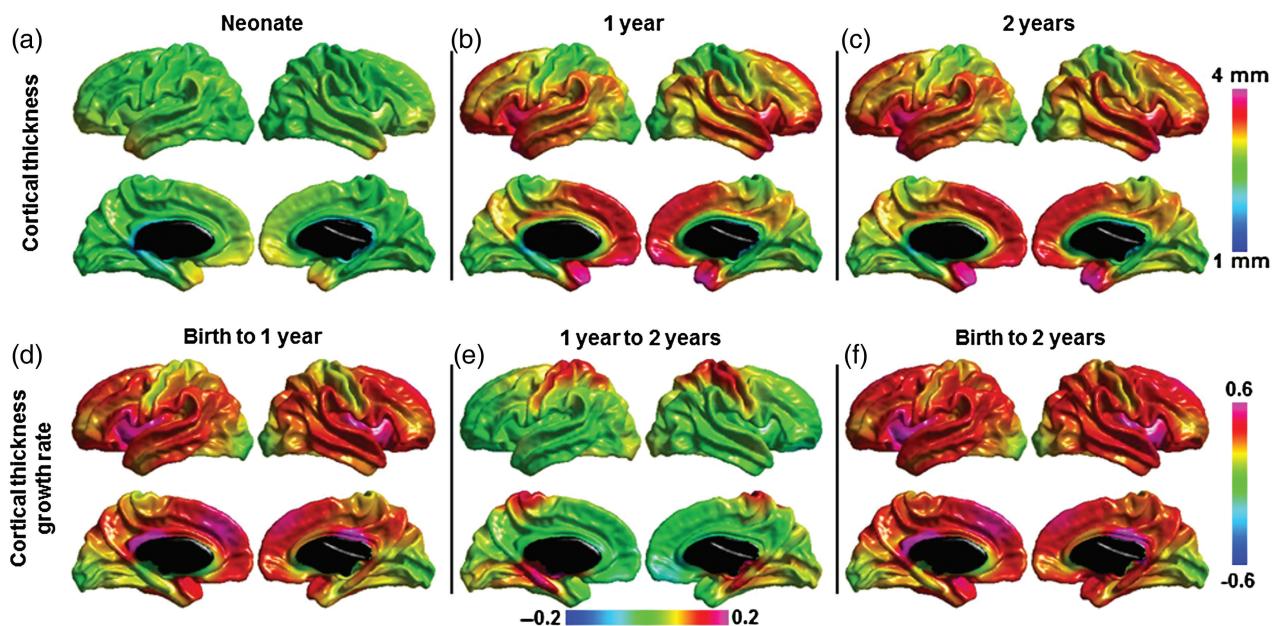 (a)
Neonate
(b)
1 year
(c)
2 years
Cortical thickness
4 mm
1 mm
(d)
Birth to 1 year
(e)
1 year to 2 years
(f)
Birth to 2 years
Cortical thickness
growth rate
0.6
–0.6
–0.2
0.2